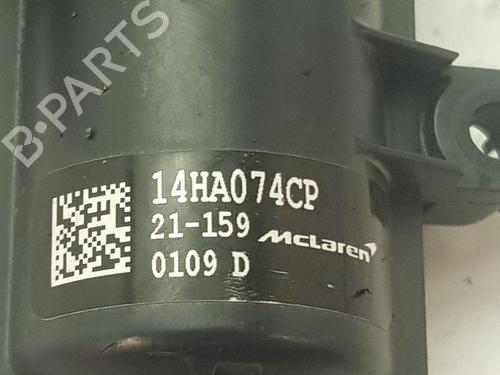 B-PARTS
14HA074CP
21-159
McLaren
0109 D